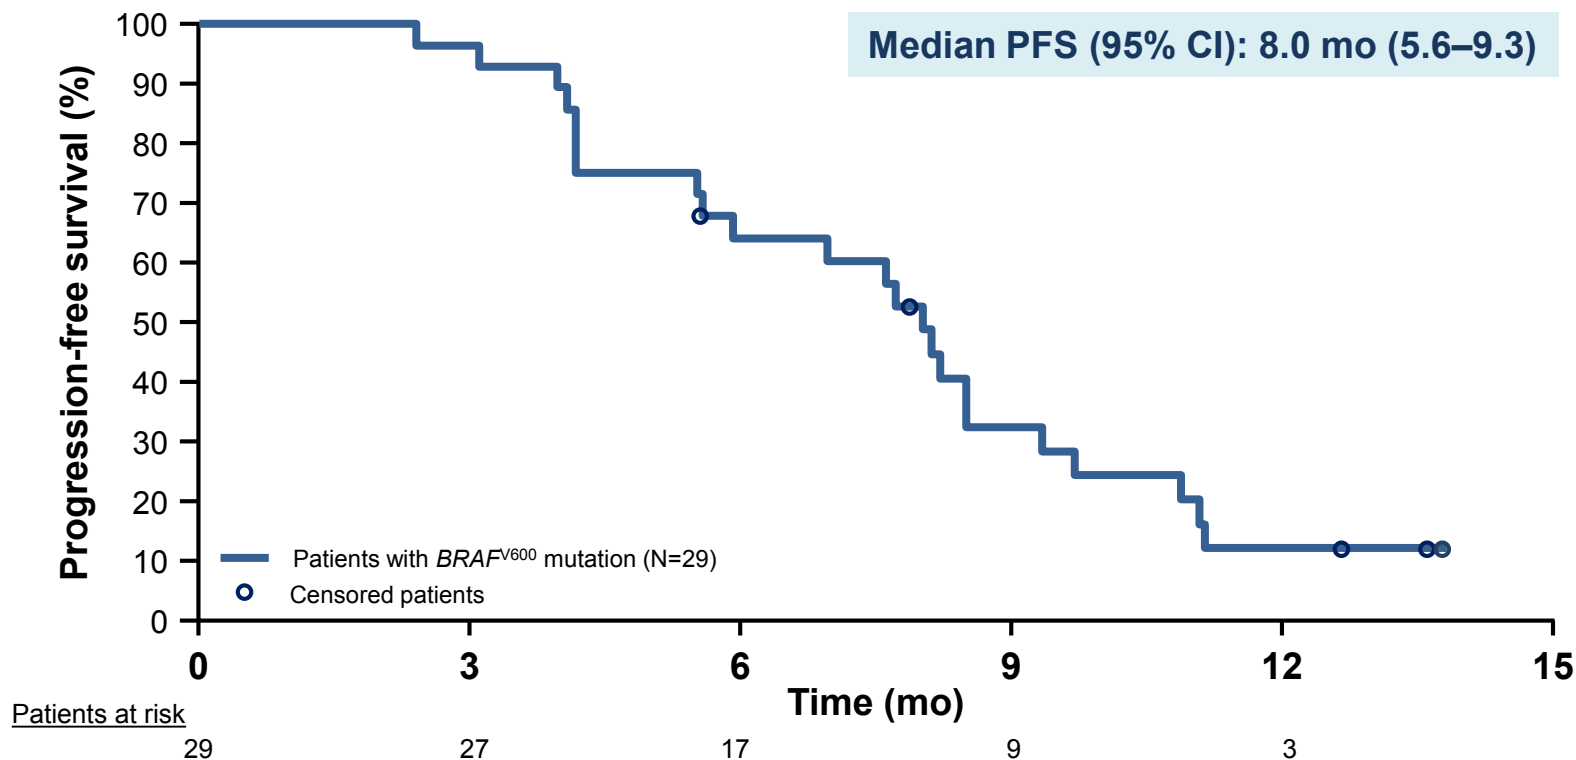 Median PFS (95% CI): 8.0 mo (5.6–9.3)
Progression-free survival (%)
100
90
80
70
60
50
40
30
20
10
0
Patients with BRAFV600 mutation (N=29)
Censored patients
0 3 6 9 12 15
Time (mo)
Patients at risk
29 27 17 9 3